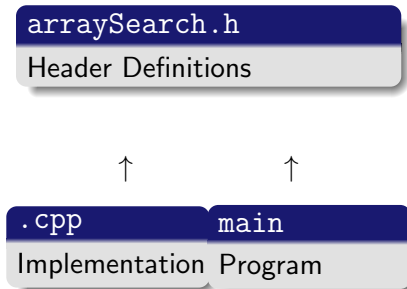 arraySearch.h
Header Definitions
↑ ↑
.cpp main
Implementation Program